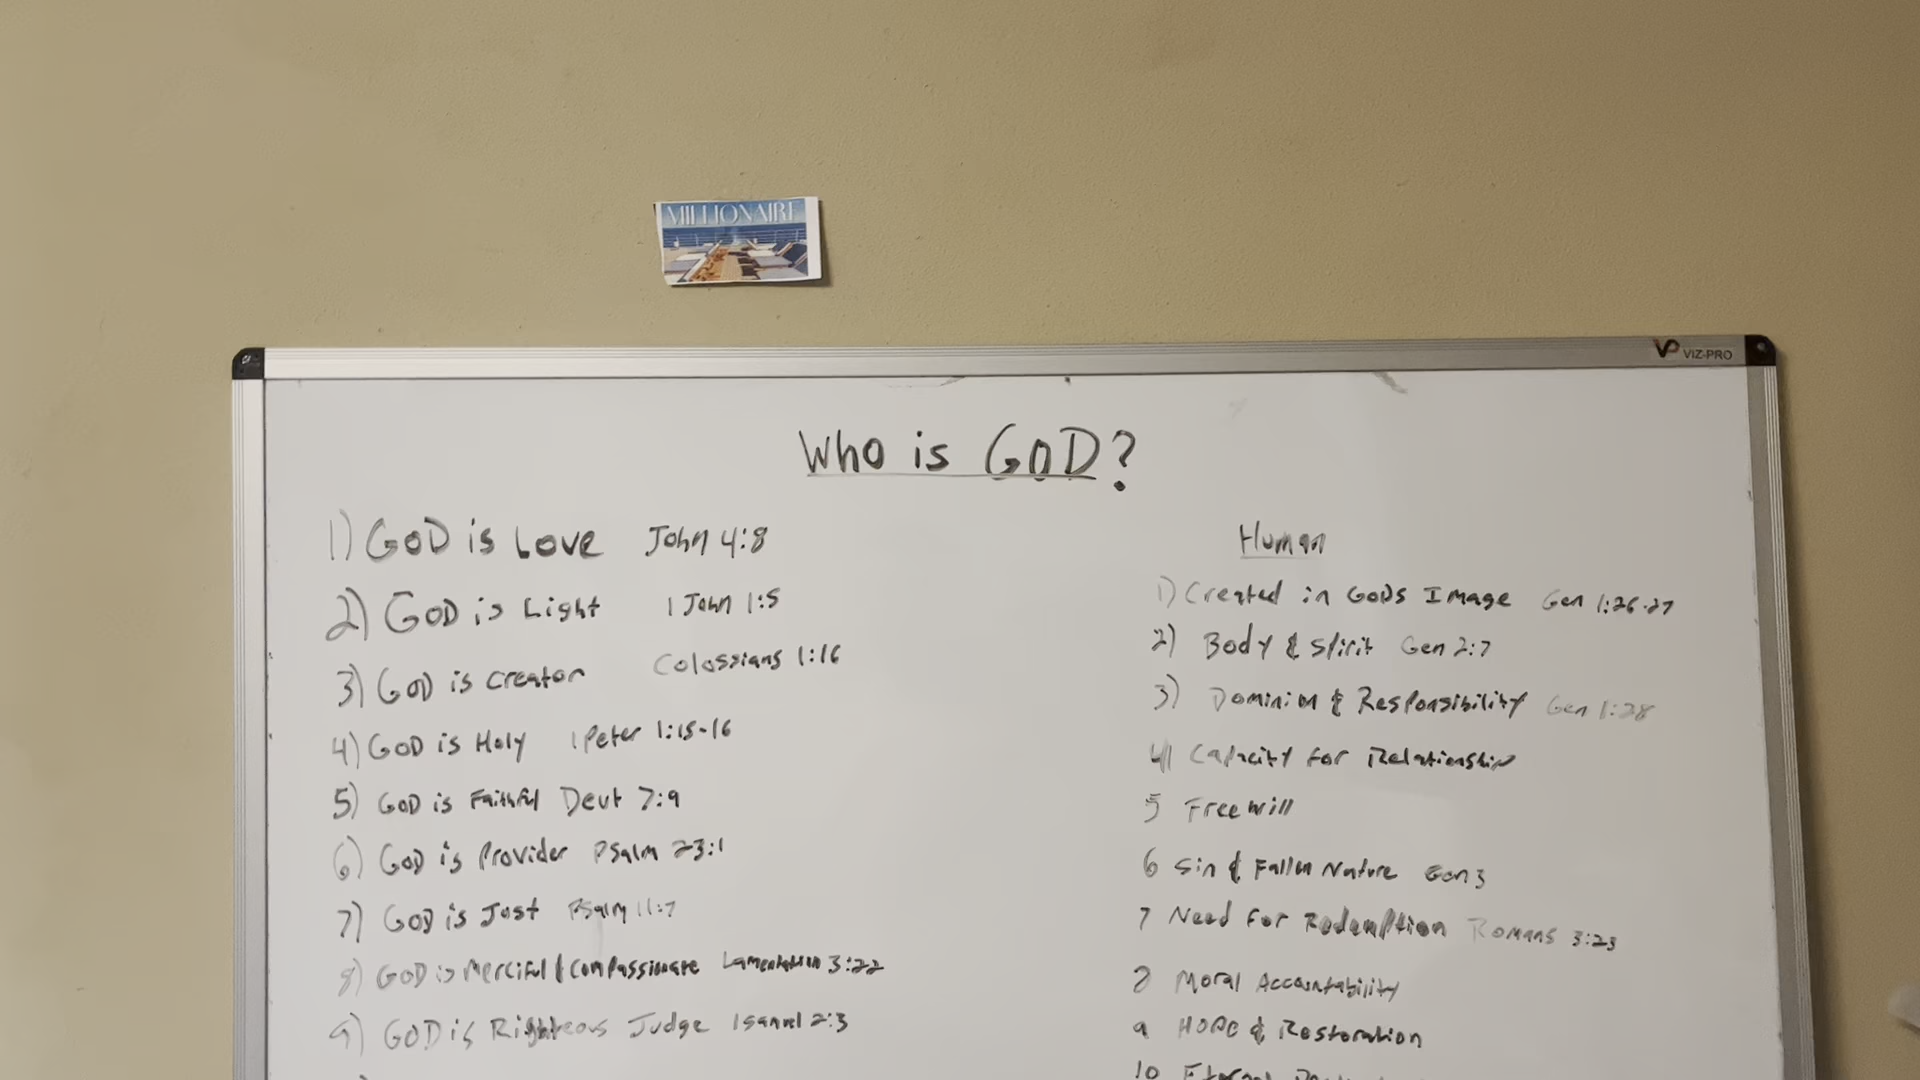 MILLIONAIRE
VIZ-PRO
Who is GOD?
1) GOD is Love John 4:8
2) GOD is Light 1 John 1:5
3) GOD is Creator Colossians 1:16
4) GOD is Holy 1 Peter 1:15-16
5) GOD is Faithful Deut 7:9
6) GOD is Provider Psalm 23:1
7) GOD is Just Psalm 11:7
8) GOD is Merciful & Compassionate Lamentation 3:22
9) GOD is Righteous Judge 1 Samuel 2:3
Human
1) Created in GODS Image Gen 1:26-27
2) Body & Spirit Gen 2:7
3) Dominion & Responsibility Gen 1:28
4) Capacity for Relationship
5 Free will
6 Sin & Fallen Nature Gen 3
7 Need for Redemption Romans 3:23
8 Moral Accountability
9 HOPE & Restoration
10 Eternal